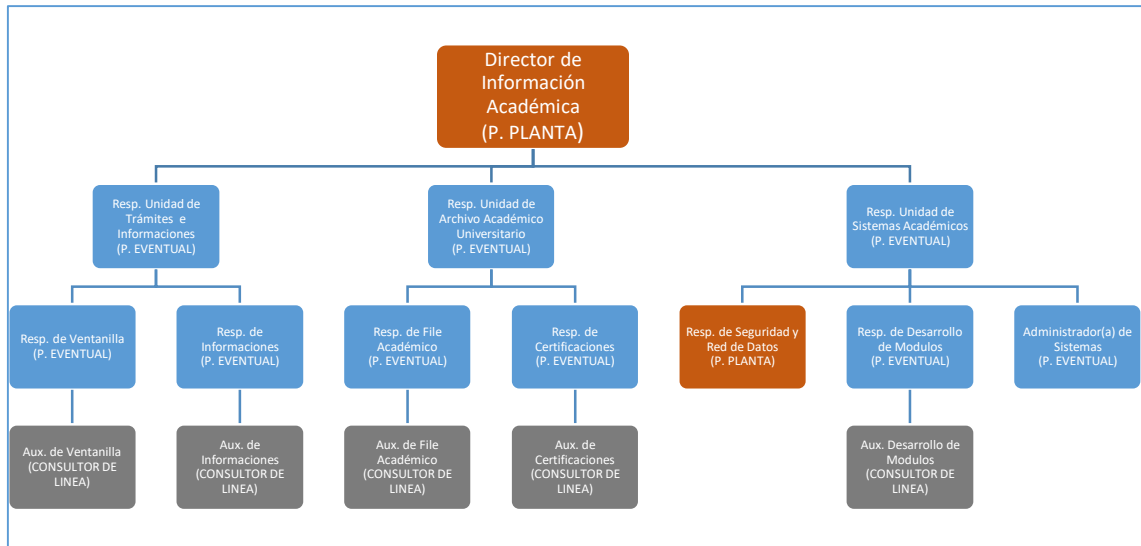 Director de
Información
Académica
(P. PLANTA)
Resp. Unidad de
Trámites e
Informaciones
(P. EVENTUAL)
Resp. Unidad de
Archivo Académico
Universitario
(P. EVENTUAL)
Resp. Unidad de
Sistemas Académicos
(P. EVENTUAL)
Resp. de Ventanilla
(P. EVENTUAL)
Resp. de
Informaciones
(P. EVENTUAL)
Resp. de File
Académico
(P. EVENTUAL)
Resp. de
Certificaciones
(P. EVENTUAL)
Resp. de Seguridad y
Red de Datos
(P. PLANTA)
Resp. de Desarrollo
de Modulos
(P. EVENTUAL)
Administrador(a) de
Sistemas
(P. EVENTUAL)
Aux. de Ventanilla
(CONSULTOR DE
LINEA)
Aux. de
Informaciones
(CONSULTOR DE
LINEA)
Aux. de File
Académico
(CONSULTOR DE
LINEA)
Aux. de
Certificaciones
(CONSULTOR DE
LINEA)
Aux. Desarrollo de
Modulos
(CONSULTOR DE
LINEA)